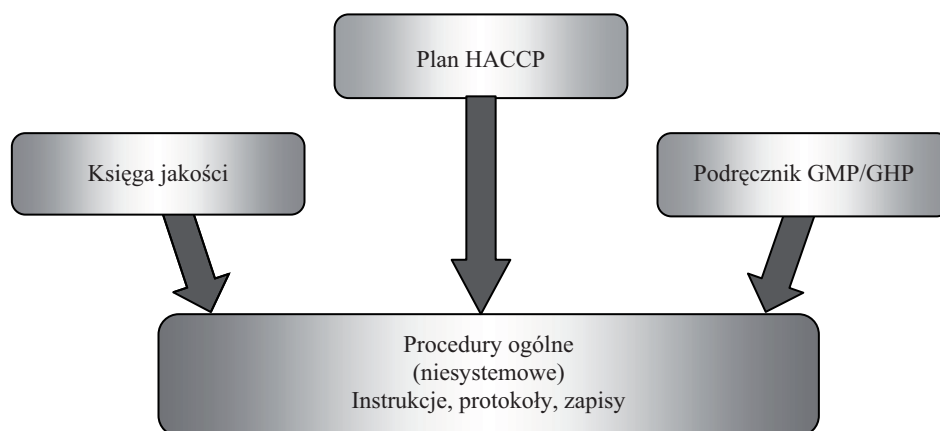 Plan HACCP
Księga jakości
Podręcznik GMP/GHP
Procedury ogólne
(niesystemowe)
Instrukcje, protokoły, zapisy